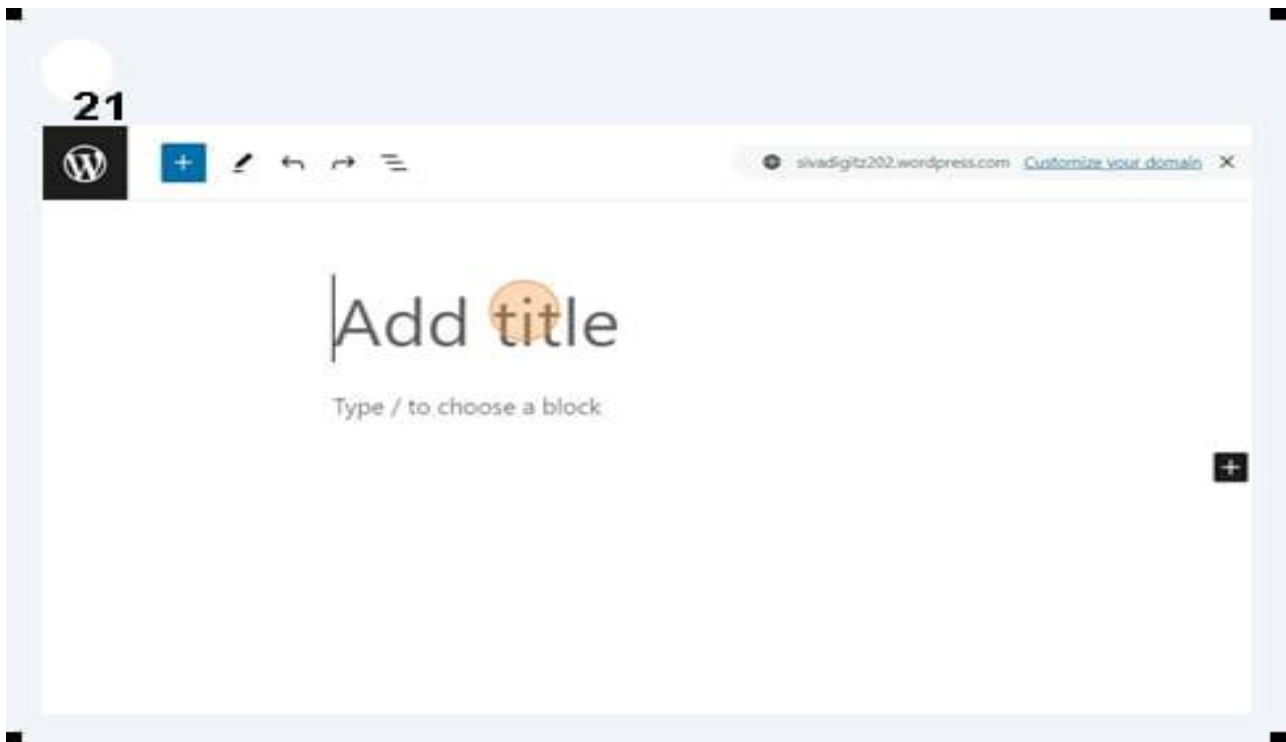 21
sivadigitz202.wordpress.com Customize your domain
Add title
Type / to choose a block